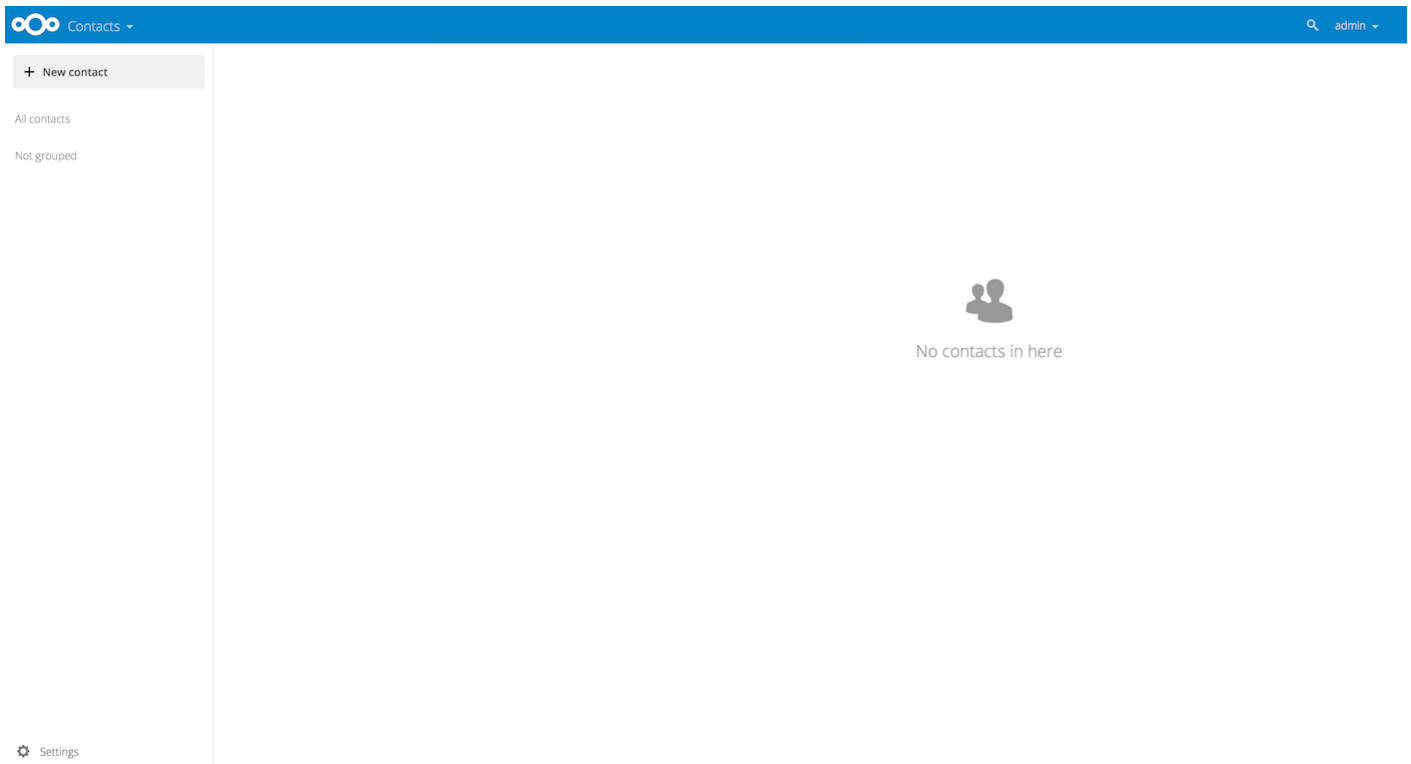 Contacts
admin
+ New contact
All contacts
Not grouped
No contacts in here
Settings